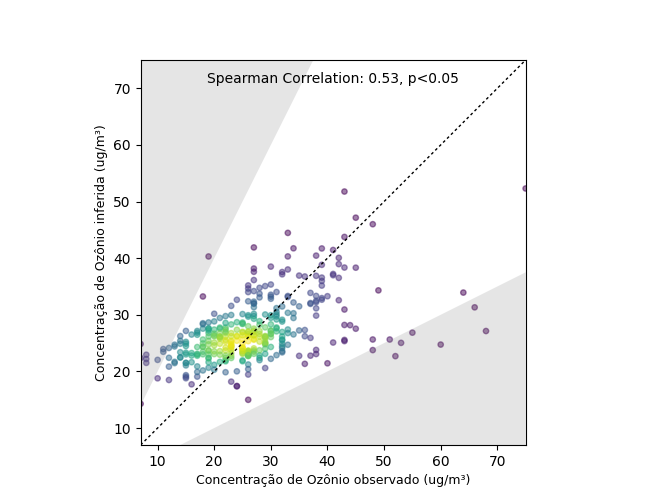 Spearman Correlation: 0.53, p<0.05
70
60
50
40
30
20
10
Concentração de Ozônio inferida (ug/m³)
10 20 30 40 50 60 70
Concentração de Ozônio observado (ug/m³)